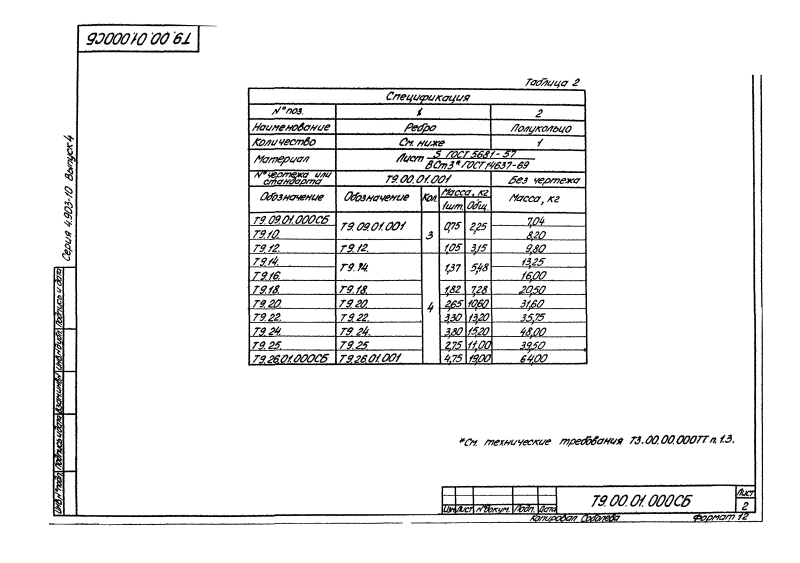 Т9.00.01.000СБ
Серия 4.903-10 Выпуск 4
Таблица 2
Спецификация
N° поз. 1 2
Наименование Ребро Полукольцо
Количество См. ниже 1
Материал Лист S ГОСТ 5681-57 / ВСт3* ГОСТ 14637-69
N° чертежа или стандарта Т9.00.01.001 Без чертежа
Обозначение Обозначение Кол. Масса, кг Масса, кг
1шт. Общ.
Т9.09.01.000СБ Т9.09.01.001 3 0,75 2,25 7,04
Т9.10. 8,20
Т9.12. Т9.12. 1,05 3,15 9,80
Т9.14. Т9.14. 4 1,37 5,48 13,25
Т9.16. 16,00
Т9.18. Т9.18. 1,82 7,28 20,50
Т9.20. Т9.20. 2,65 10,60 31,60
Т9.22. Т9.22. 3,30 13,20 35,75
Т9.24. Т9.24. 3,80 15,20 48,00
Т9.25. Т9.25 2,75 11,00 39,50
Т9.26.01.000СБ Т9.26.01.001 4,75 19,00 64,00
*См. технические требования Т3.00.00.000ТТ п.1.3.
Инв.N°подл. Подпись и дата Взам.инв.N Инв.N°дубл. Подпись и дата
Изм. Лист N°докум. Подп. Дата
Т9.00.01.000СБ
Лист
2
Копировал Соболева Формат 12